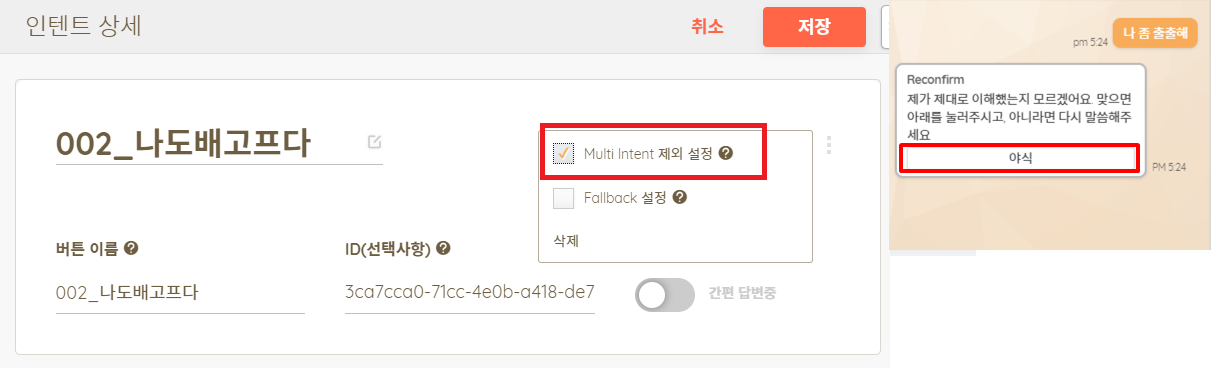 인텐트 상세
취소
저장
002_나도배고프다
Multi Intent 제외 설정
Fallback 설정
삭제
버튼 이름
ID(선택사항)
002_나도배고프다
3ca7cca0-71cc-4e0b-a418-de7
간편 답변중
pm 5:24
나 좀 출출해
Reconfirm
제가 제대로 이해했는지 모르겠어요. 맞으면
아래를 눌러주시고, 아니라면 다시 말씀해주
세요
야식
PM 5:24